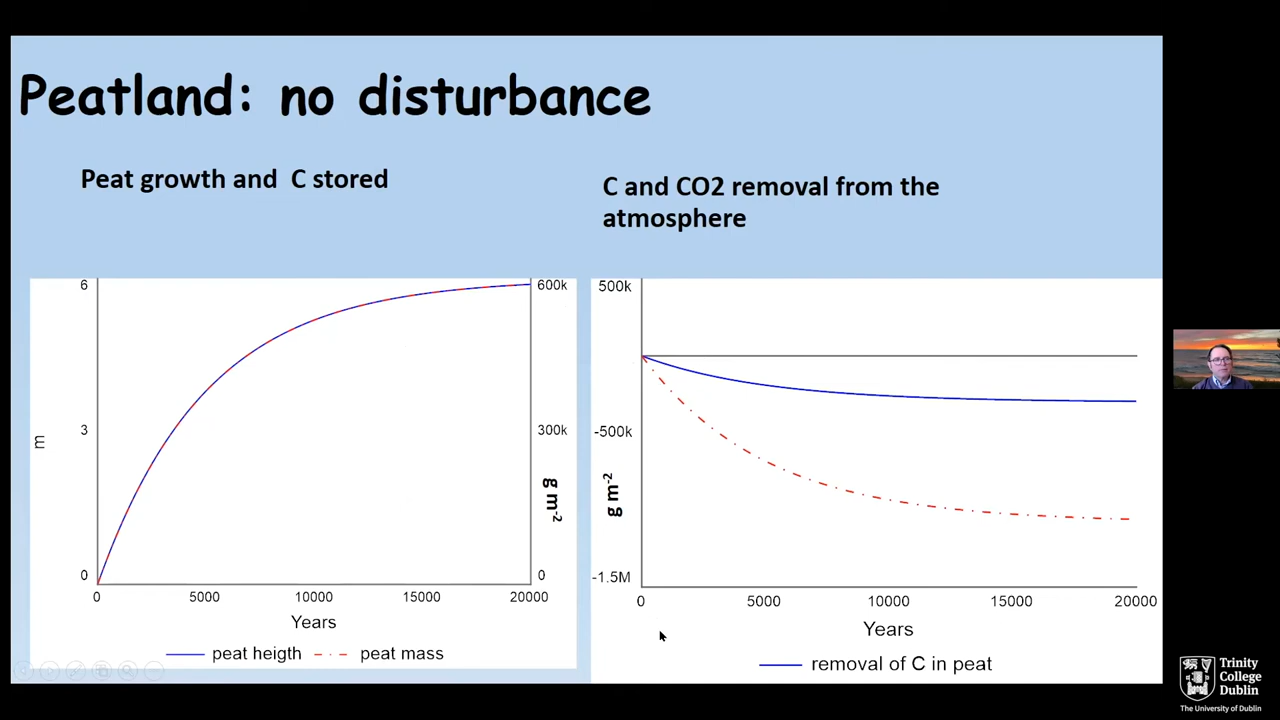 Peatland: no disturbance
Peat growth and C stored
C and CO2 removal from the
atmosphere
6
3
0
m
600k
300k
0
g m-2
0
5000
10000
15000
20000
Years
peat heigth
peat mass
500k
-500k
-1.5M
g m-2
0
5000
10000
15000
20000
Years
removal of C in peat
Trinity
College
Dublin
The University of Dublin